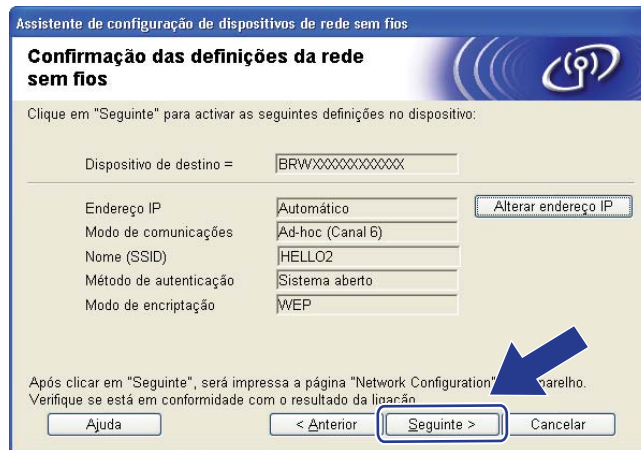 Assistente de configuração de dispositivos de rede sem fios
Confirmação das definições da rede
sem fios
Clique em "Seguinte" para activar as seguintes definições no dispositivo:
Dispositivo de destino = BRWXXXXXXXXXXXX
Endereço IP Automático Alterar endereço IP
Modo de comunicações Ad-hoc (Canal 6)
Nome (SSID) HELLO2
Método de autenticação Sistema aberto
Modo de encriptação WEP
Após clicar em "Seguinte", será impressa a página "Network Configuration"
Verifique se está em conformidade com o resultado da ligação
Ajuda < Anterior Seguinte > Cancelar